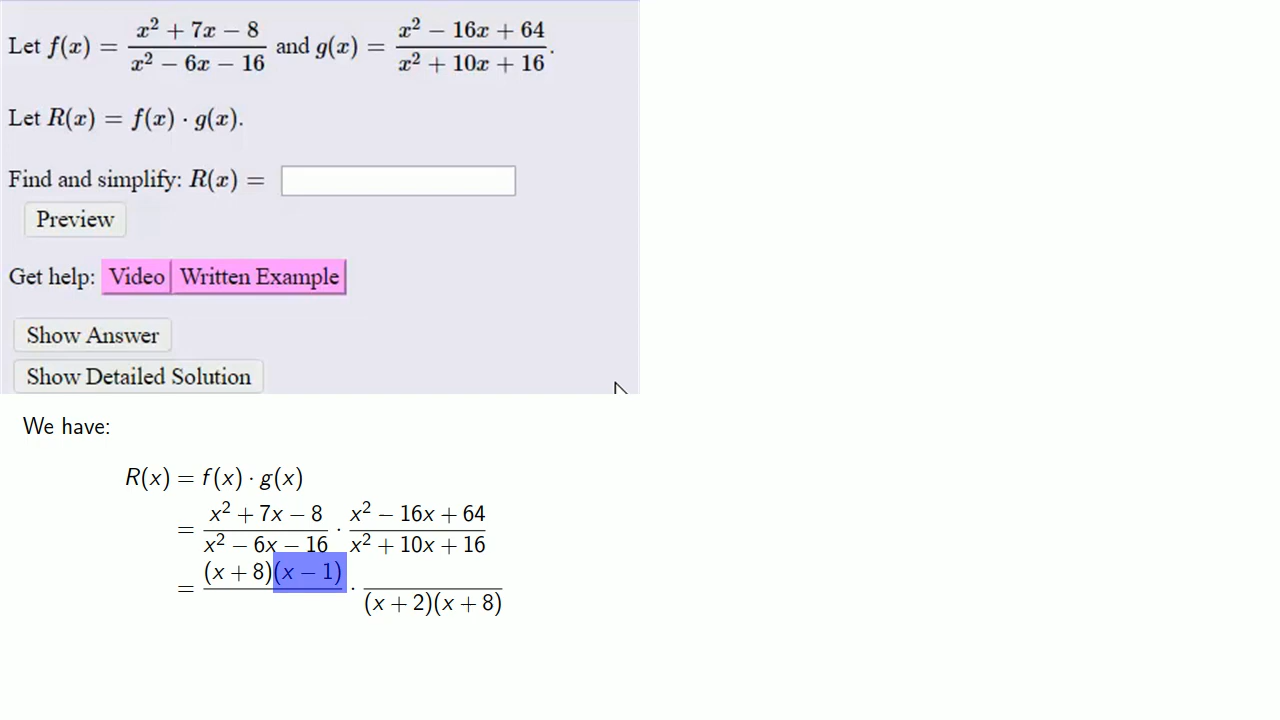 Let f(x) = (x² + 7x − 8)/(x² − 6x − 16) and g(x) = (x² − 16x + 64)/(x² + 10x + 16).
Let R(x) = f(x) · g(x).
Find and simplify: R(x) =
Preview
Get help: Video Written Example
Show Answer
Show Detailed Solution
We have:
R(x) = f(x) · g(x)
= (x² + 7x − 8)/(x² − 6x − 16) · (x² − 16x + 64)/(x² + 10x + 16)
= (x + 8)(x − 1)/ · /(x + 2)(x + 8)